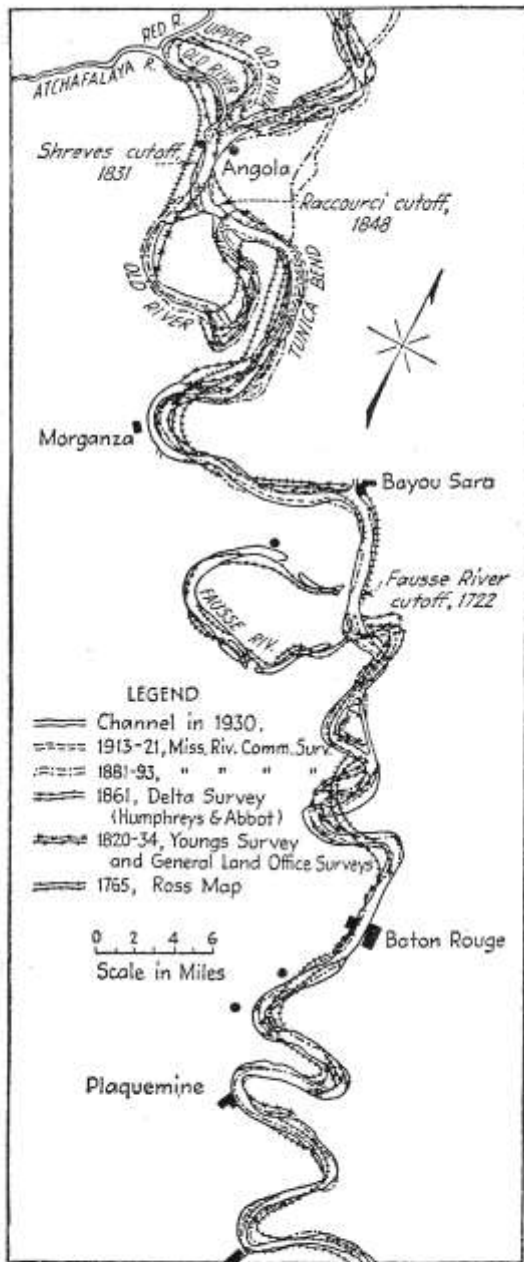 RED R.
UPPER OLD RIVER
OLD RIVER
ATCHAFALAYA R.
Shreves cutoff,
1831
Angola
Raccourci cutoff,
1848
OLD RIVER
TUNICA BEND
Morganza
Bayou Sara
Fausse River
cutoff, 1722
FAUSSE RIV.
LEGEND
Channel in 1930.
1913-21, Miss. Riv. Comm. Surv.
1881-93, " " " "
1861, Delta Survey
(Humphreys & Abbot)
1820-34, Youngs Survey
and General Land Office Surveys
1765, Ross Map
0 2 4 6
Scale in Miles
Baton Rouge
Plaquemine